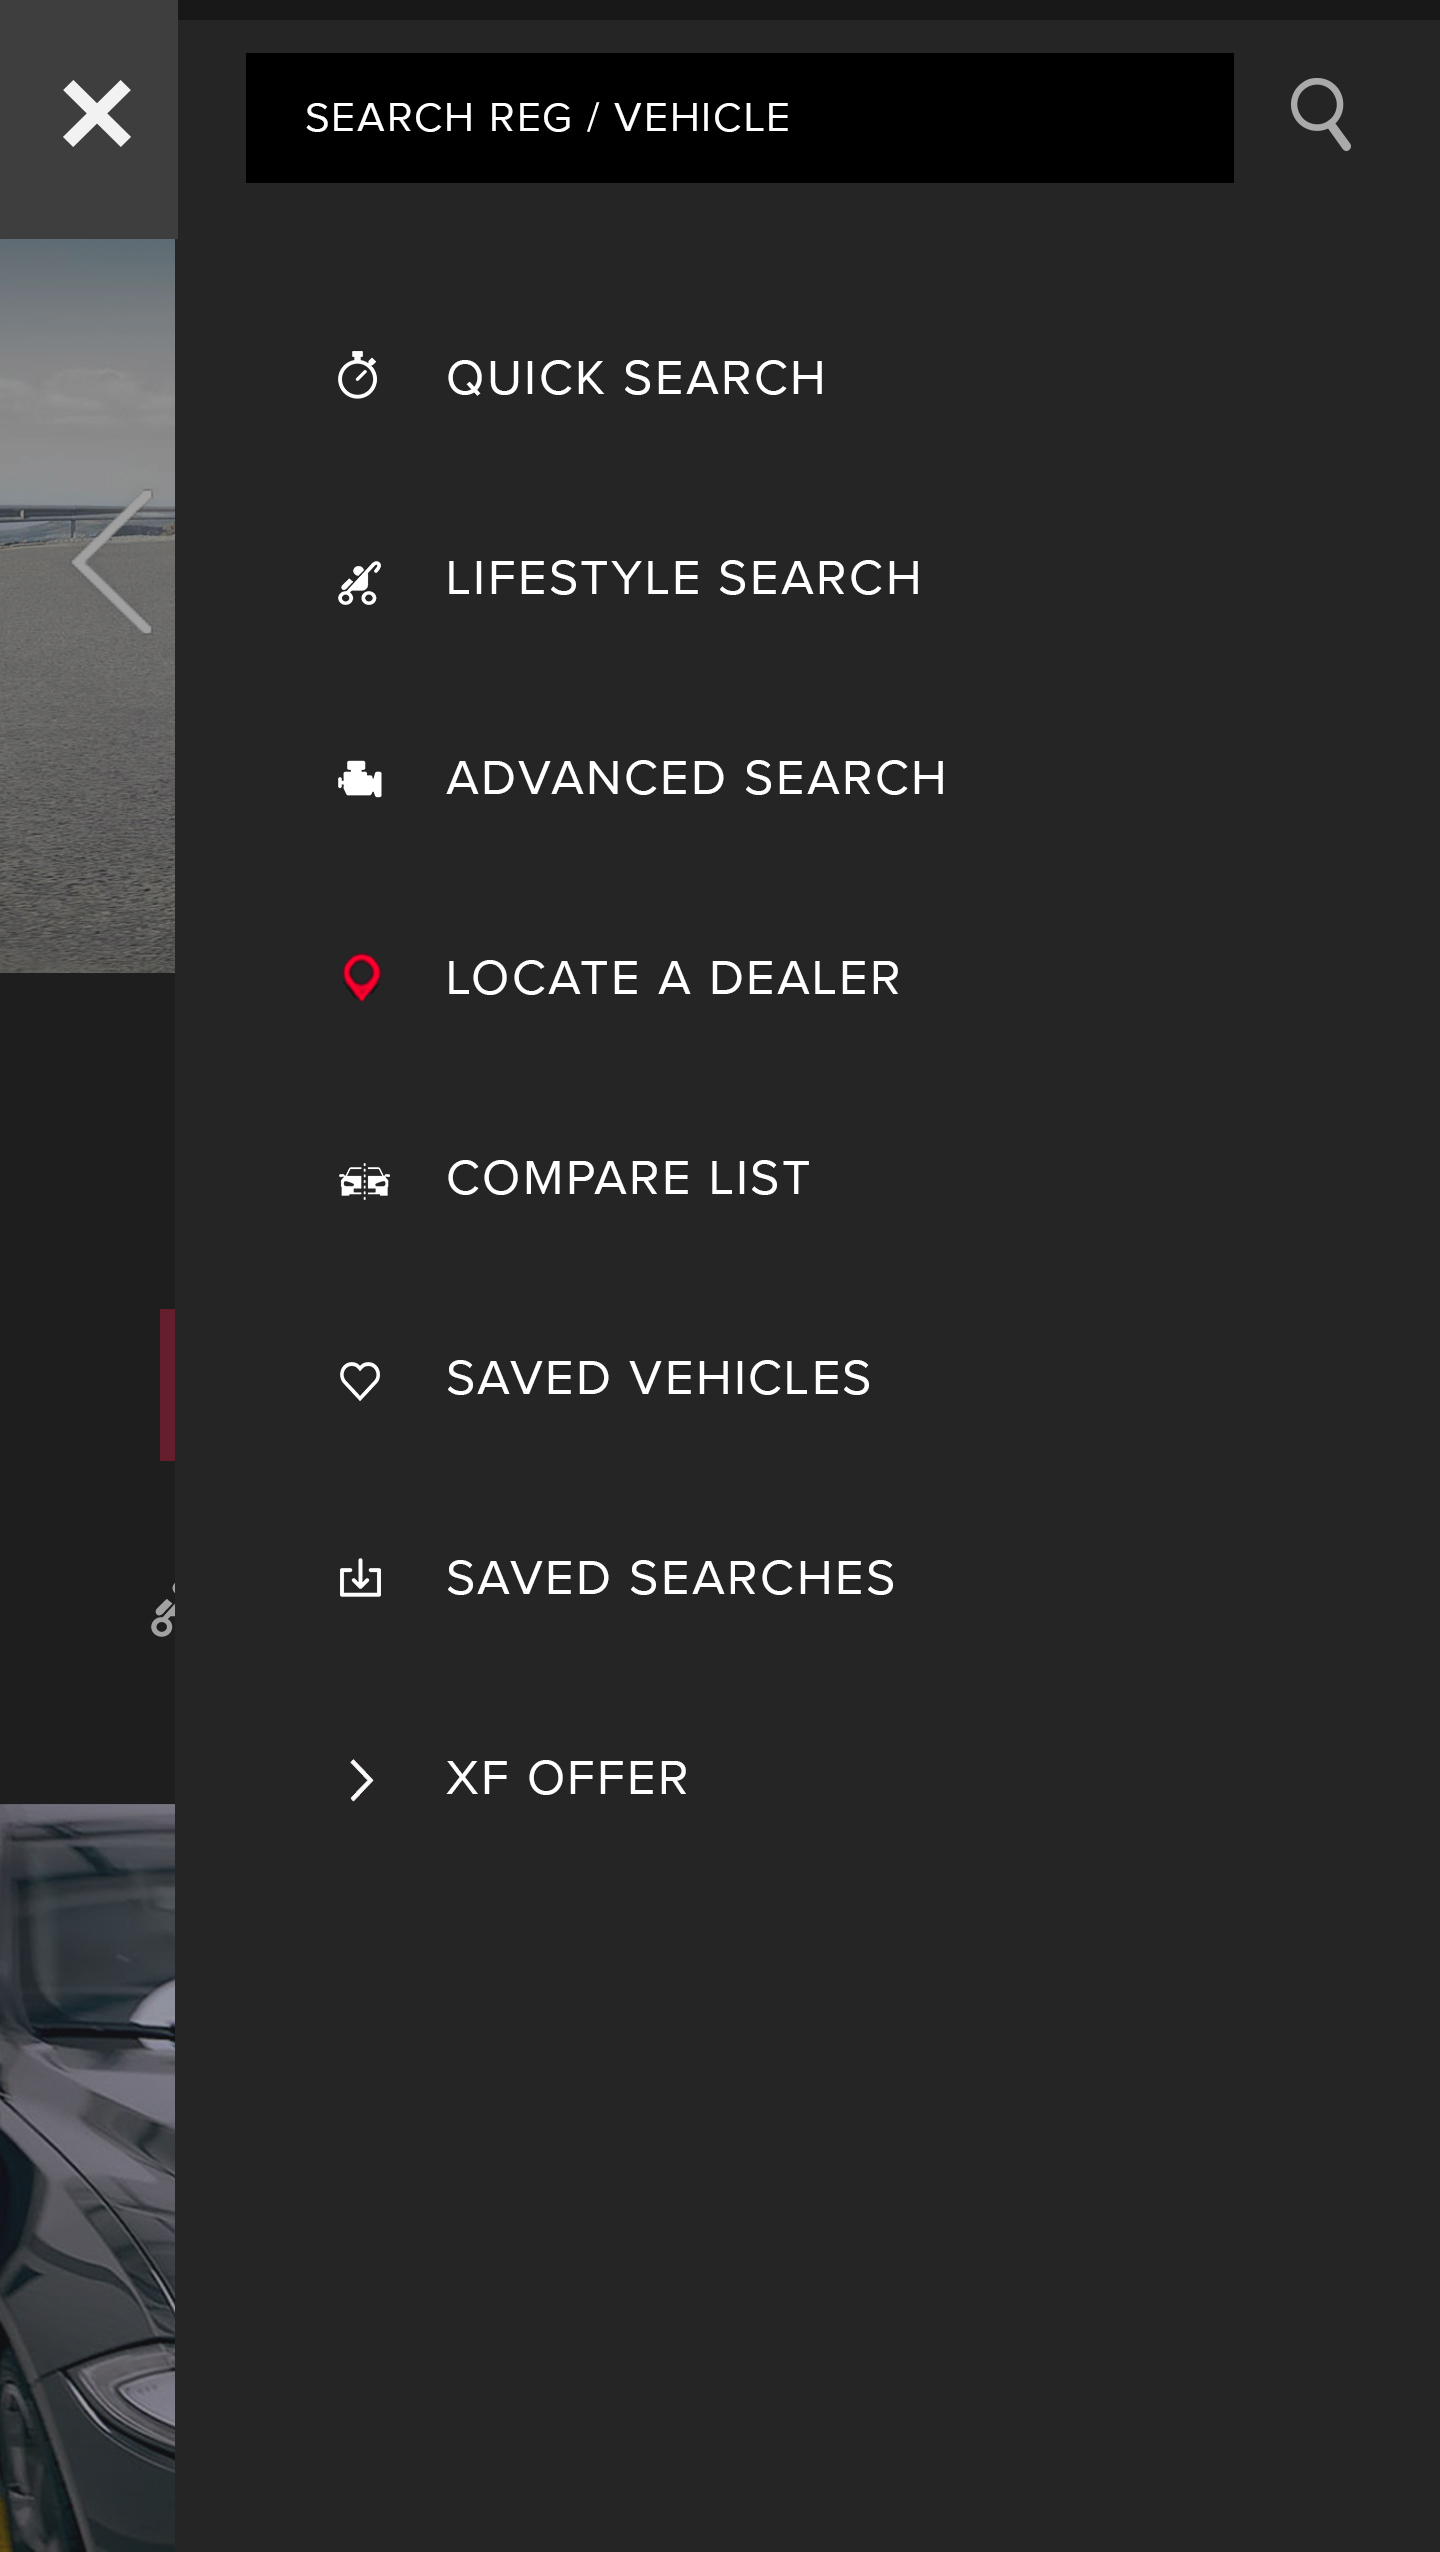 SEARCH REG / VEHICLE
QUICK SEARCH
LIFESTYLE SEARCH
ADVANCED SEARCH
LOCATE A DEALER
COMPARE LIST
SAVED VEHICLES
SAVED SEARCHES
XF OFFER